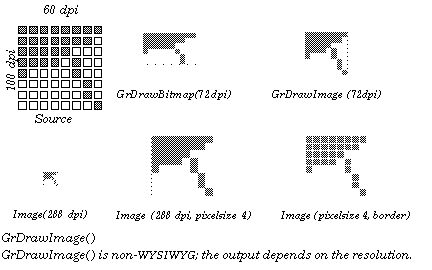 60 dpi
100 dpi
Source
GrDrawBitmap(72dpi)
GrDrawImage (72dpi)
Image(288 dpi)
Image (288 dpi, pixelsize 4)
Image (pixelsize 4, border)
GrDrawImage()
GrDrawImage() is non-WYSIWYG; the output depends on the resolution.